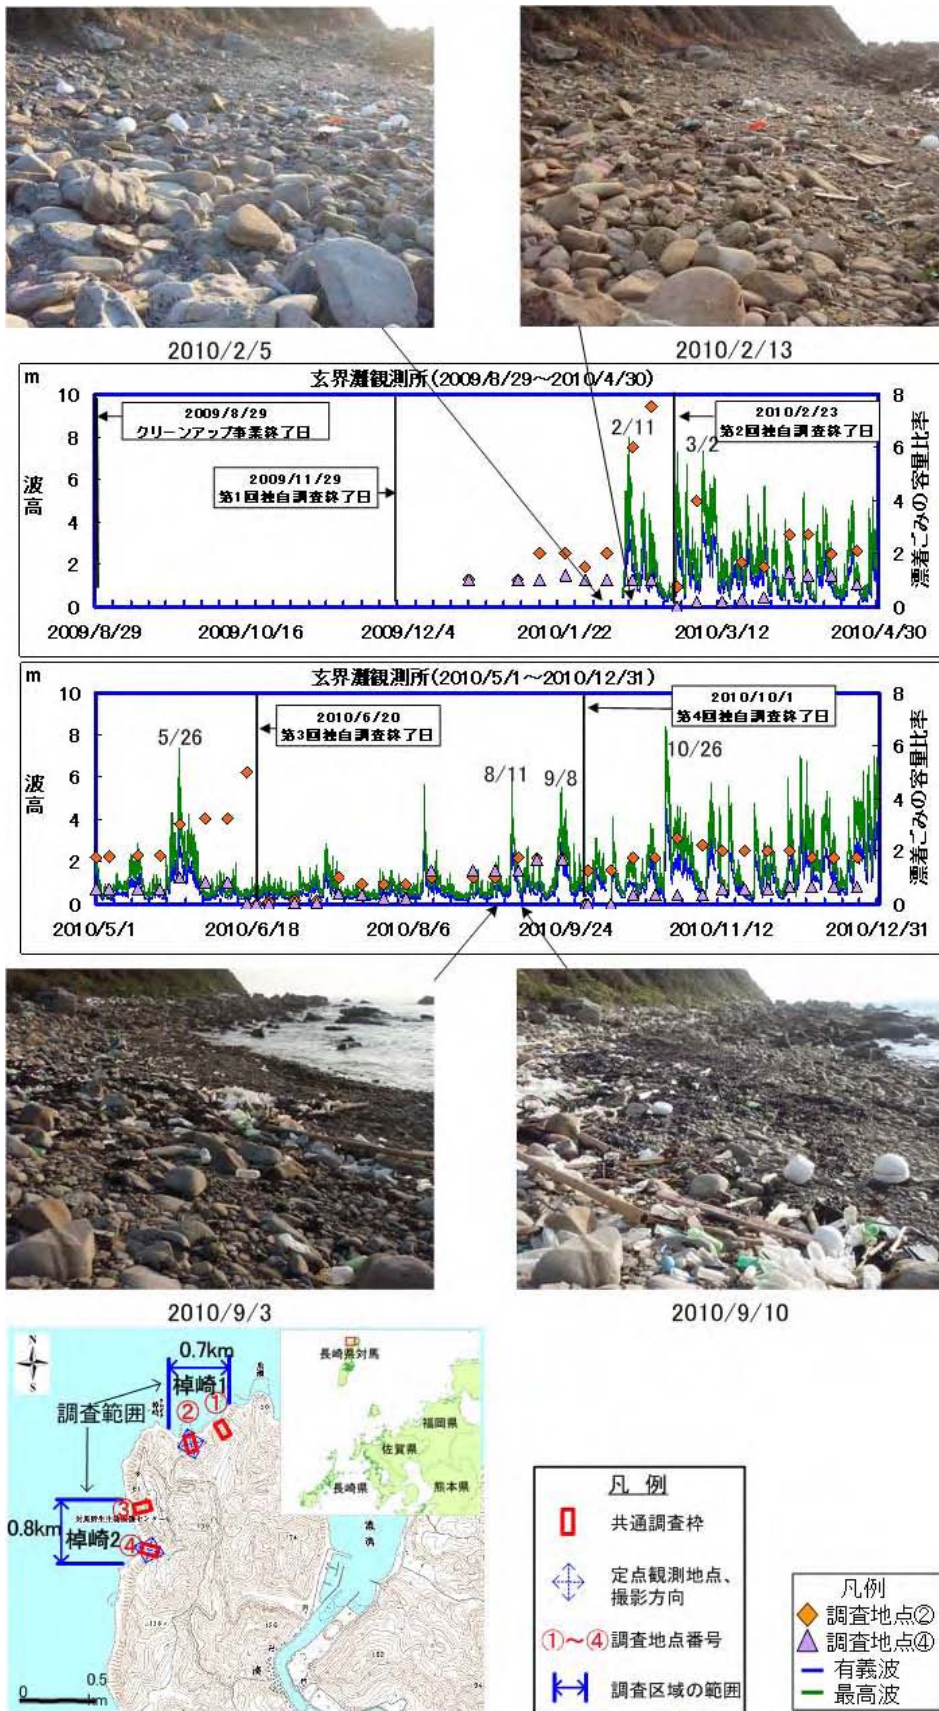 2010/2/5
2010/2/13
m
玄界灘観測所(2009/8/29～2010/4/30)
10
8
6
4
2
0
波高
8
6
4
2
0
漂着ごみの容量比率
2009/8/29
クリーンアップ事業終了日
2009/11/29
第1回独自調査終了日
2/11
3/2
2010/2/23
第2回独自調査終了日
2009/8/29
2009/10/16
2009/12/4
2010/1/22
2010/3/12
2010/4/30
m
玄界灘観測所(2010/5/1～2010/12/31)
10
8
6
4
2
0
波高
8
6
4
2
0
漂着ごみの容量比率
5/26
2010/6/20
第3回独自調査終了日
8/11
9/8
2010/10/1
第4回独自調査終了日
10/26
2010/5/1
2010/6/18
2010/8/6
2010/9/24
2010/11/12
2010/12/31
2010/9/3
2010/9/10
N
S
0.7km
棹崎1
①
②
調査範囲
③
0.8km
棹崎2
④
0
0.5
km
長崎県対馬
福岡県
佐賀県
長崎県
熊本県
凡 例
共通調査枠
定点観測地点、
撮影方向
①～④ 調査地点番号
調査区域の範囲
凡例
調査地点②
調査地点④
有義波
最高波